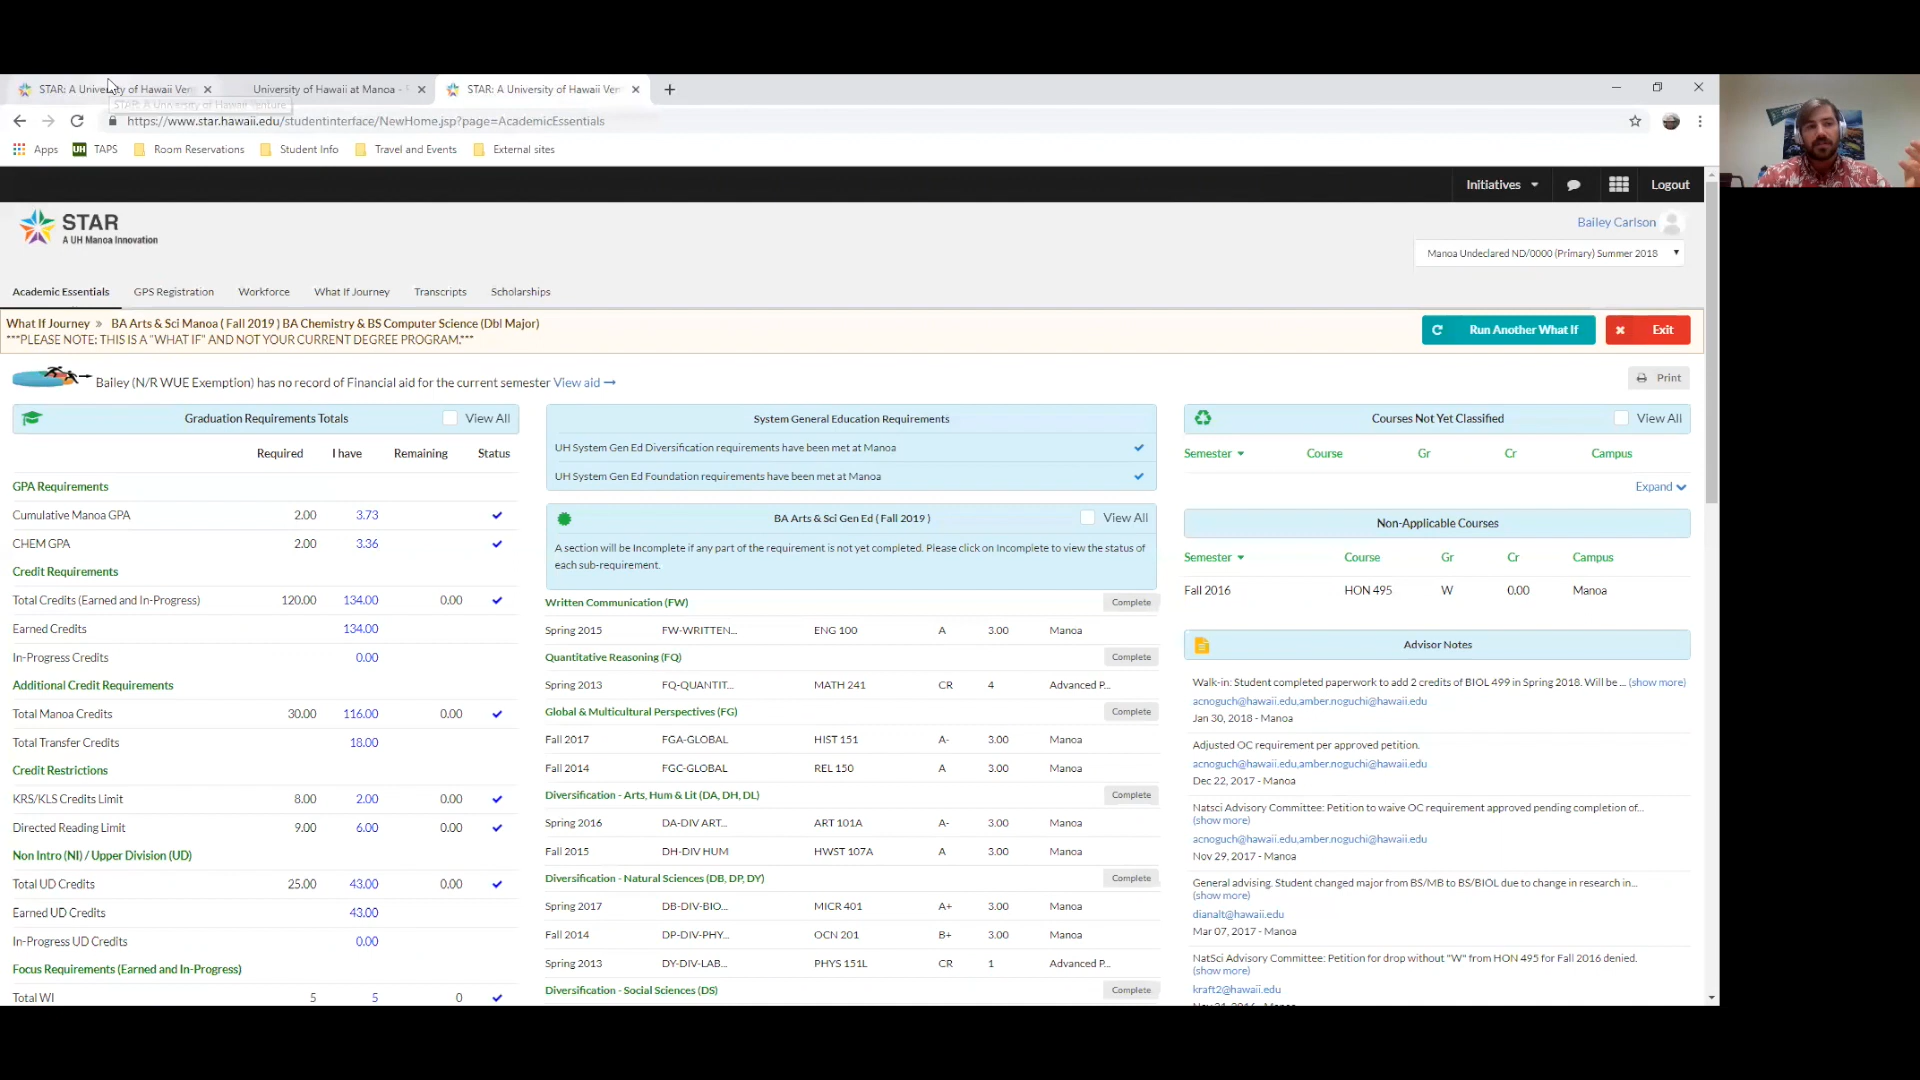 STAR: A University of Hawaii Ven
University of Hawaii at Manoa -
STAR: A University of Hawaii Ven
STAR: A University of Hawaii Venture
https://www.star.hawaii.edu/studentinterface/NewHome.jsp?page=AcademicEssentials
Apps
UH TAPS
Room Reservations
Student Info
Travel and Events
External sites
Initiatives
Logout
STAR
A UH Manoa Innovation
Bailey Carlson
Manoa Undeclared ND/0000 (Primary) Summer 2018
Academic Essentials
GPS Registration
Workforce
What If Journey
Transcripts
Scholarships
What If Journey » BA Arts & Sci Manoa ( Fall 2019 ) BA Chemistry & BS Computer Science (Dbl Major)
***PLEASE NOTE: THIS IS A "WHAT IF" AND NOT YOUR CURRENT DEGREE PROGRAM.***
Run Another What If
Exit
Bailey (N/R WUE Exemption) has no record of Financial aid for the current semester View aid
Print
Graduation Requirements Totals View All
Required I have Remaining Status
GPA Requirements
Cumulative Manoa GPA 2.00 3.73
CHEM GPA 2.00 3.36
Credit Requirements
Total Credits (Earned and In-Progress) 120.00 134.00 0.00
Earned Credits 134.00
In-Progress Credits 0.00
Additional Credit Requirements
Total Manoa Credits 30.00 116.00 0.00
Total Transfer Credits 18.00
Credit Restrictions
KRS/KLS Credits Limit 8.00 2.00 0.00
Directed Reading Limit 9.00 6.00 0.00
Non Intro (NI) / Upper Division (UD)
Total UD Credits 25.00 43.00 0.00
Earned UD Credits 43.00
In-Progress UD Credits 0.00
Focus Requirements (Earned and In-Progress)
Total WI 5 5 0
System General Education Requirements
UH System Gen Ed Diversification requirements have been met at Manoa
UH System Gen Ed Foundation requirements have been met at Manoa
BA Arts & Sci Gen Ed ( Fall 2019 ) View All
A section will be Incomplete if any part of the requirement is not yet completed. Please click on Incomplete to view the status of
each sub-requirement.
Written Communication (FW) Complete
Spring 2015 FW-WRITTEN... ENG 100 A 3.00 Manoa
Quantitative Reasoning (FQ) Complete
Spring 2013 FQ-QUANTIT... MATH 241 CR 4 Advanced P...
Global & Multicultural Perspectives (FG) Complete
Fall 2017 FGA-GLOBAL HIST 151 A- 3.00 Manoa
Fall 2014 FGC-GLOBAL REL 150 A 3.00 Manoa
Diversification - Arts, Hum & Lit (DA, DH, DL) Complete
Spring 2016 DA-DIV ART... ART 101A A- 3.00 Manoa
Fall 2015 DH-DIV HUM HWST 107A A 3.00 Manoa
Diversification - Natural Sciences (DB, DP, DY) Complete
Spring 2017 DB-DIV-BIO... MICR 401 A+ 3.00 Manoa
Fall 2014 DP-DIV-PHY... OCN 201 B+ 3.00 Manoa
Spring 2013 DY-DIV-LAB... PHYS 151L CR 1 Advanced P...
Diversification - Social Sciences (DS) Complete
Courses Not Yet Classified View All
Semester Course Gr Cr Campus
Expand
Non-Applicable Courses
Semester Course Gr Cr Campus
Fall 2016 HON 495 W 0.00 Manoa
Advisor Notes
Walk-in: Student completed paperwork to add 2 credits of BIOL 499 in Spring 2018. Will be ... (show more)
acnoguch@hawaii.edu,amber.noguchi@hawaii.edu
Jan 30, 2018 - Manoa
Adjusted OC requirement per approved petition.
acnoguch@hawaii.edu,amber.noguchi@hawaii.edu
Dec 22, 2017 - Manoa
Natsci Advisory Committee: Petition to waive OC requirement approved pending completion of...
(show more)
acnoguch@hawaii.edu,amber.noguchi@hawaii.edu
Nov 29, 2017 - Manoa
General advising. Student changed major from BS/MB to BS/BIOL due to change in research in...
(show more)
dianalt@hawaii.edu
Mar 07, 2017 - Manoa
NatSci Advisory Committee: Petition for drop without "W" from HON 495 for Fall 2016 denied.
(show more)
kraft2@hawaii.edu